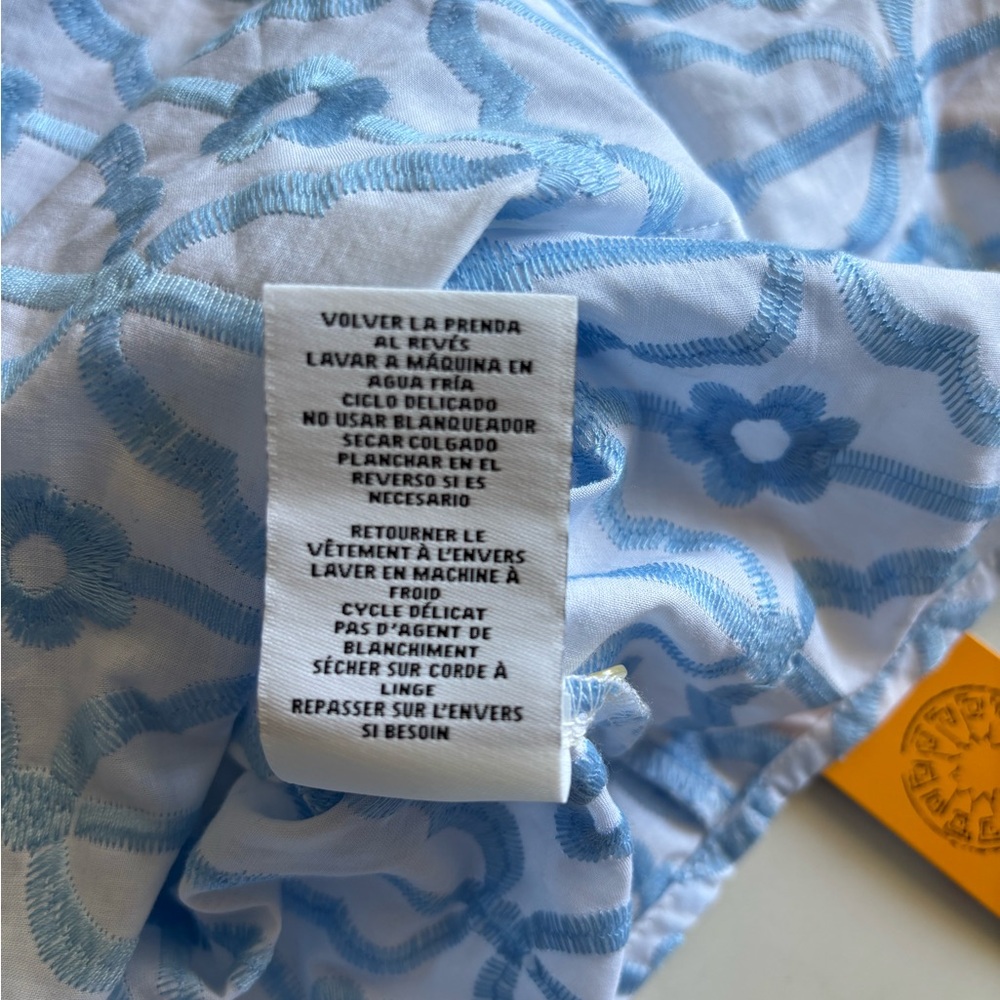 VOLVER LA PRENDA
AL REVÉS
LAVAR A MÁQUINA EN
AGUA FRÍA
CICLO DELICADO
NO USAR BLANQUEADOR
SECAR COLGADO
PLANCHAR EN EL
REVERSO SI ES
NECESARIO
RETOURNER LE
VÊTEMENT À L'ENVERS
LAVER EN MACHINE À
FROID
CYCLE DÉLICAT
PAS D'AGENT DE
BLANCHIMENT
SÉCHER SUR CORDE À
LINGE
REPASSER SUR L'ENVERS
SI BESOIN